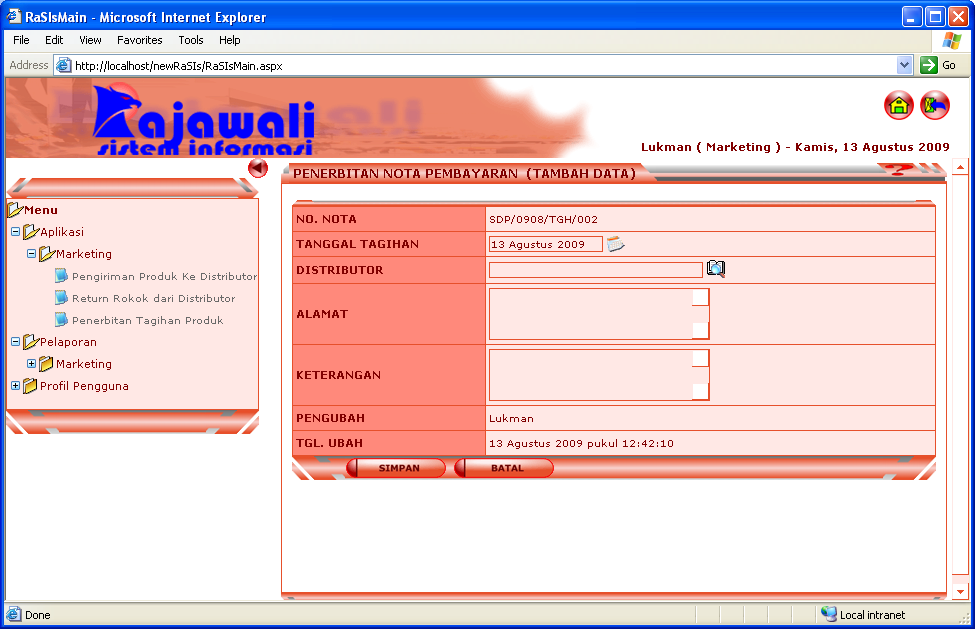 RaSIsMain - Microsoft Internet Explorer
File Edit View Favorites Tools Help
Address http://localhost/newRaSIs/RaSIsMain.aspx Go
Rajawali
sistem informasi
Lukman ( Marketing ) - Kamis, 13 Agustus 2009
Menu
Aplikasi
Marketing
Pengiriman Produk Ke Distributor
Return Rokok dari Distributor
Penerbitan Tagihan Produk
Pelaporan
Marketing
Profil Pengguna
PENERBITAN NOTA PEMBAYARAN (TAMBAH DATA) ?
NO. NOTA SDP/0908/TGH/002
TANGGAL TAGIHAN 13 Agustus 2009
DISTRIBUTOR
ALAMAT
KETERANGAN
PENGUBAH Lukman
TGL. UBAH 13 Agustus 2009 pukul 12:42:10
SIMPAN BATAL
Done Local intranet